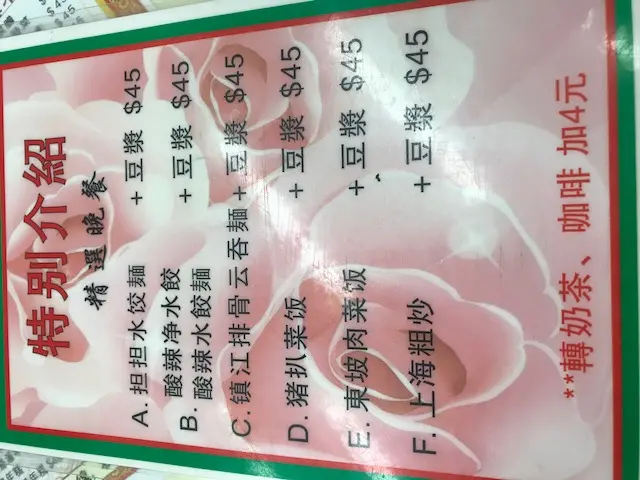 特别介紹
精選晚餐
A. 担担水饺麵 + 豆漿 $45
酸辣净水餃
B. 酸辣水餃麵 + 豆漿 $45
C. 镇江排骨云吞麵 + 豆漿 $45
D. 猪扒菜饭 + 豆漿 $45
E. 東坡肉菜饭 + 豆漿 $45
F. 上海粗炒 + 豆漿 $45
**轉奶茶、咖啡 加4元